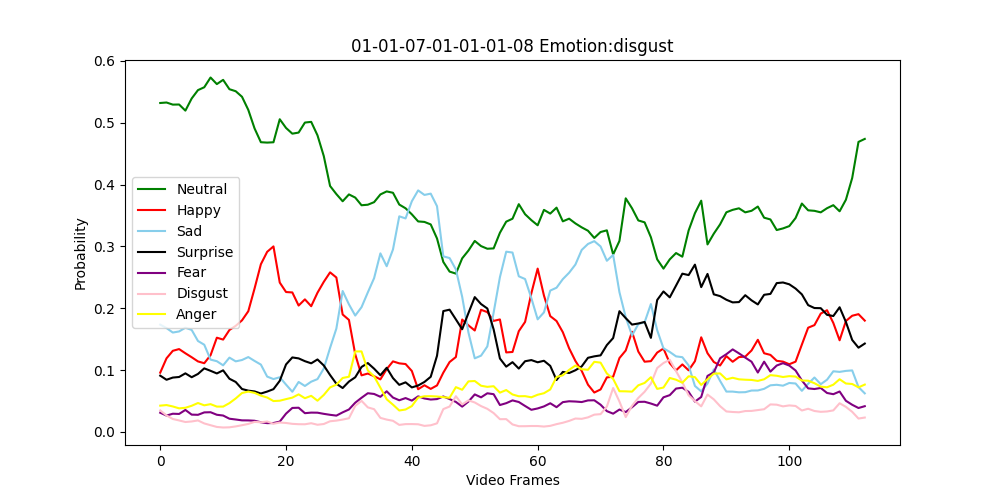 01-01-07-01-01-01-08 Emotion:disgust
0.6
0.5
0.4
0.3
0.2
0.1
0.0
Probability
Neutral
Happy
Sad
Surprise
Fear
Disgust
Anger
0 20 40 60 80 100
Video Frames